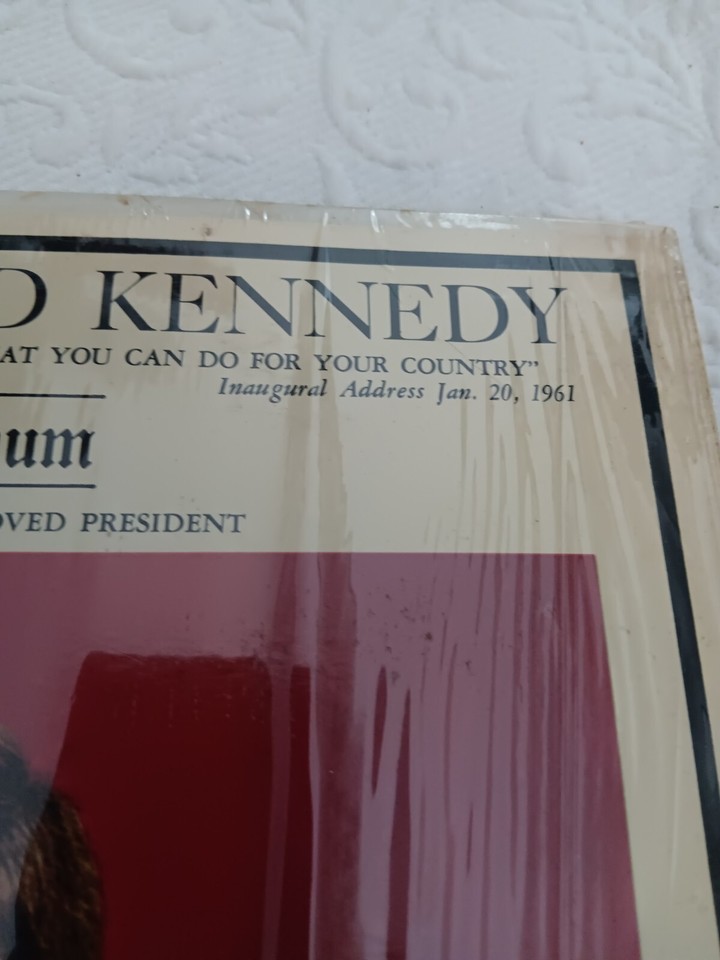 D KENNEDY
AT YOU CAN DO FOR YOUR COUNTRY”
Inaugural Address Jan. 20, 1961
um
OVED PRESIDENT